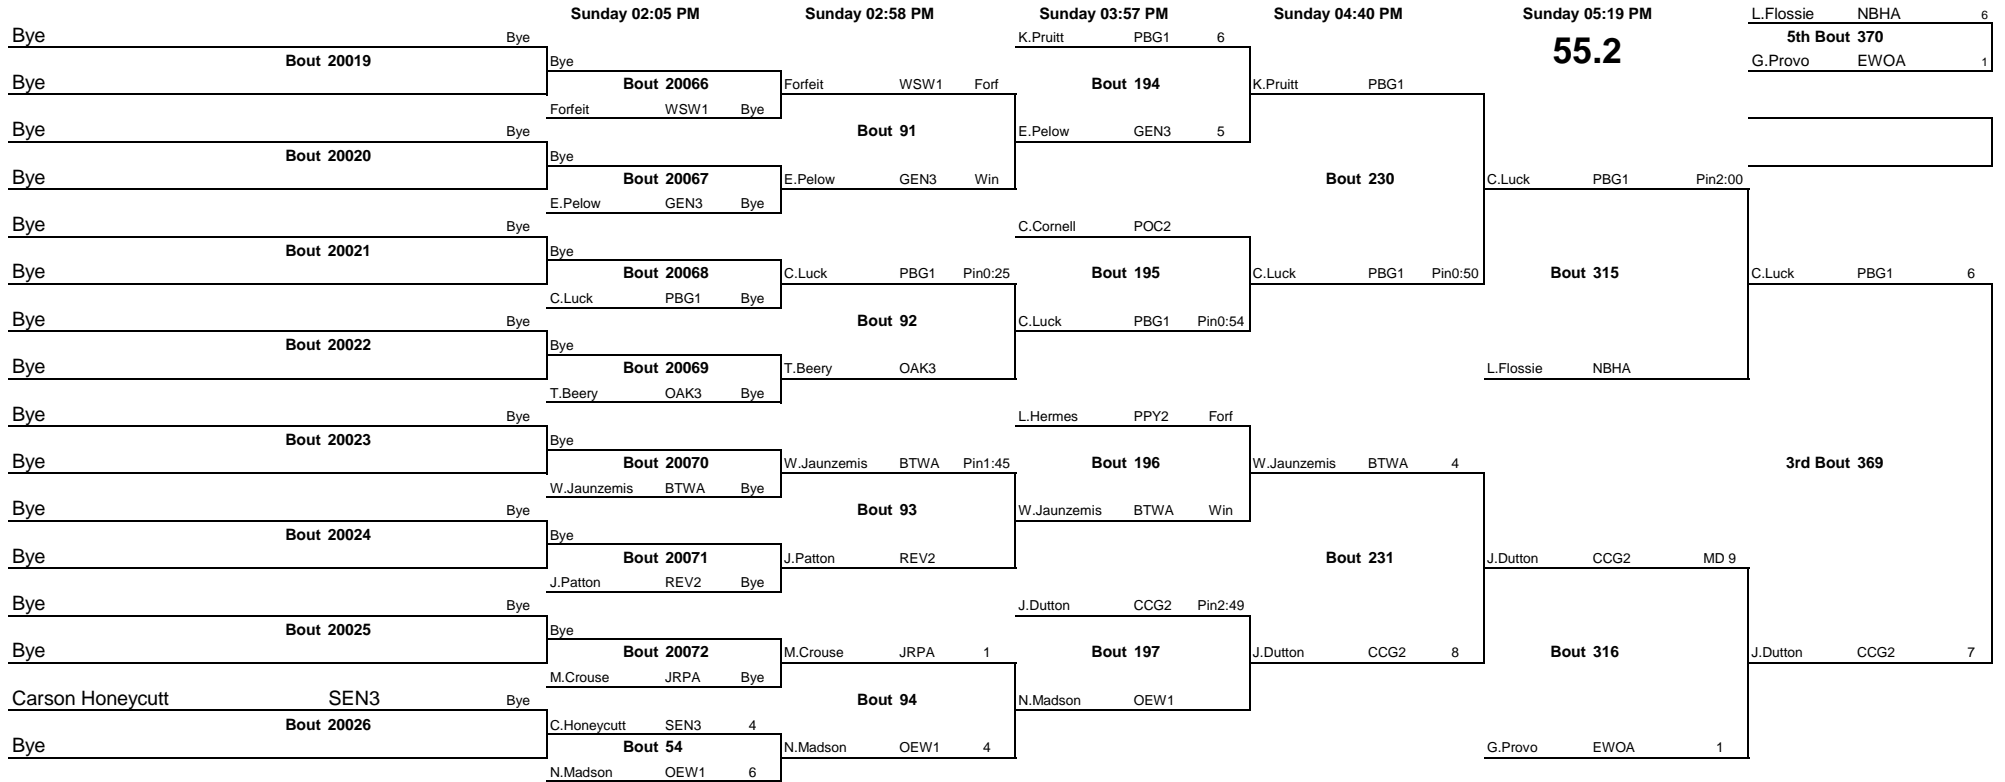 Sunday 02:05 PM Sunday 02:58 PM Sunday 03:57 PM Sunday 04:40 PM Sunday 05:19 PM L.Flossie NBHA 6
Bye Bye K.Pruitt PBG1 6 55.2 5th Bout 370
Bout 20019 Bye G.Provo EWOA 1
Bye Bout 20066 Forfeit WSW1 Forf Bout 194 K.Pruitt PBG1
Forfeit WSW1 Bye
Bye Bye Bout 91 E.Pelow GEN3 5
Bout 20020 Bye
Bye Bout 20067 E.Pelow GEN3 Win Bout 230 C.Luck PBG1 Pin2:00
E.Pelow GEN3 Bye
Bye Bye C.Cornell POC2
Bout 20021 Bye
Bye Bout 20068 C.Luck PBG1 Pin0:25 Bout 195 C.Luck PBG1 Pin0:50 Bout 315 C.Luck PBG1 6
C.Luck PBG1 Bye
Bye Bye Bout 92 C.Luck PBG1 Pin0:54
Bout 20022 Bye
Bye Bout 20069 T.Beery OAK3 L.Flossie NBHA
T.Beery OAK3 Bye
Bye Bye L.Hermes PPY2 Forf
Bout 20023 Bye
Bye Bout 20070 W.Jaunzemis BTWA Pin1:45 Bout 196 W.Jaunzemis BTWA 4 3rd Bout 369
W.Jaunzemis BTWA Bye
Bye Bye Bout 93 W.Jaunzemis BTWA Win
Bout 20024 Bye
Bye Bout 20071 J.Patton REV2 Bout 231 J.Dutton CCG2 MD 9
J.Patton REV2 Bye
Bye Bye J.Dutton CCG2 Pin2:49
Bout 20025 Bye
Bye Bout 20072 M.Crouse JRPA 1 Bout 197 J.Dutton CCG2 8 Bout 316 J.Dutton CCG2 7
M.Crouse JRPA Bye
Carson Honeycutt SEN3 Bye Bout 94 N.Madson OEW1
Bout 20026 C.Honeycutt SEN3 4
Bye Bout 54 N.Madson OEW1 4 G.Provo EWOA 1
N.Madson OEW1 6